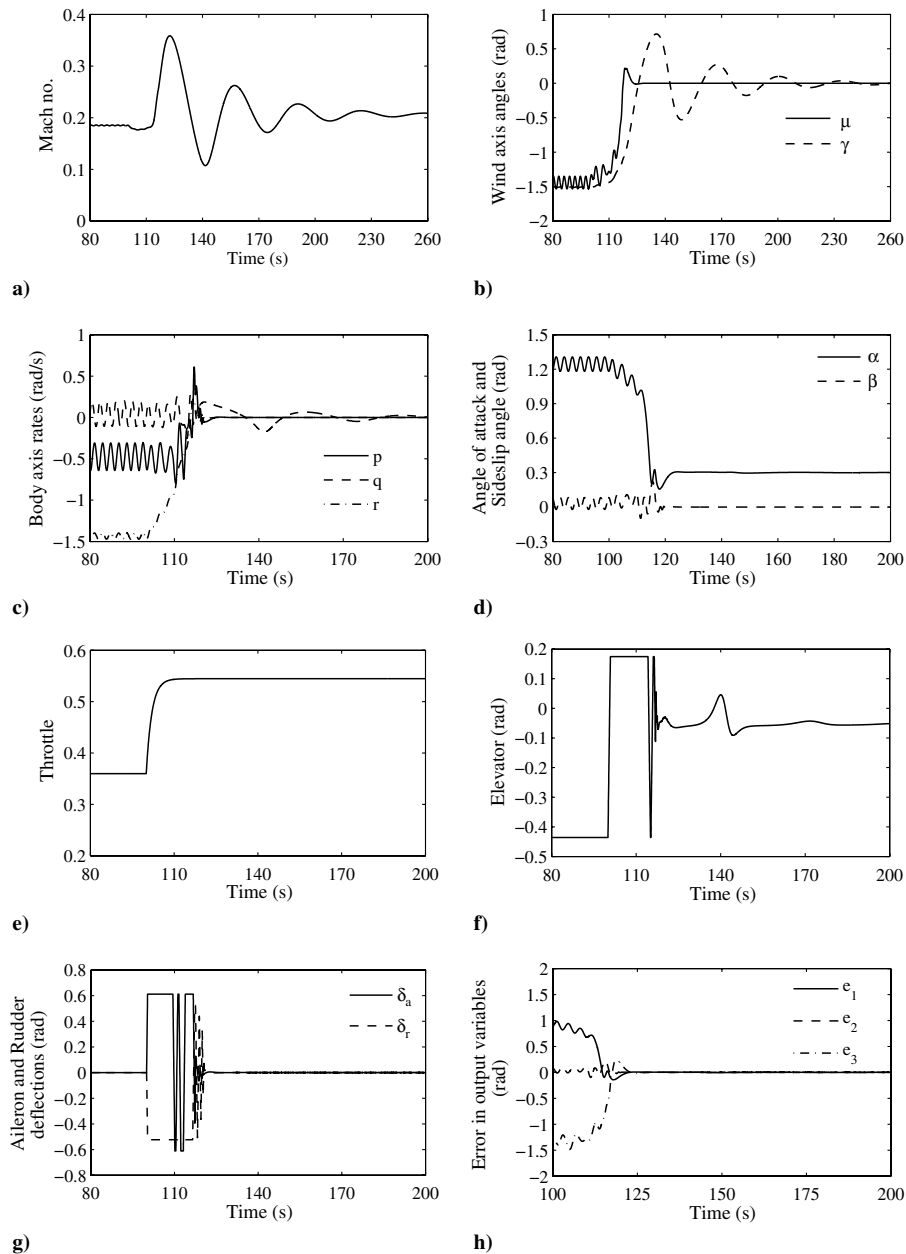 0.4
0.3
0.2
0.1
0
Mach no.
80 110 140 170 200 230 260
Time (s)
a)
1
0.5
0
−0.5
−1
−1.5
−2
Wind axis angles (rad)
μ
γ
80 110 140 170 200 230 260
Time (s)
b)
1
0.5
0
−0.5
−1
−1.5
Body axis rates (rad/s)
p
q
r
80 110 140 170 200
Time (s)
c)
1.5
1.2
0.9
0.6
0.3
0
−0.3
Angle of attack and
Sideslip angle (rad)
α
β
80 110 140 170 200
Time (s)
d)
0.6
0.5
0.4
0.3
0.2
Throttle
80 110 140 170 200
Time (s)
e)
0.2
0.1
0
−0.1
−0.2
−0.3
−0.4
−0.5
Elevator (rad)
80 110 140 170 200
Time (s)
f)
0.8
0.6
0.4
0.2
0
−0.2
−0.4
−0.6
−0.8
Aileron and Rudder
deflections (rad)
δa
δr
80 110 140 170 200
Time (s)
g)
2
1.5
1
0.5
0
−0.5
−1
−1.5
−2
Error in output variables
(rad)
e1
e2
e3
100 125 150 175 200
Time (s)
h)